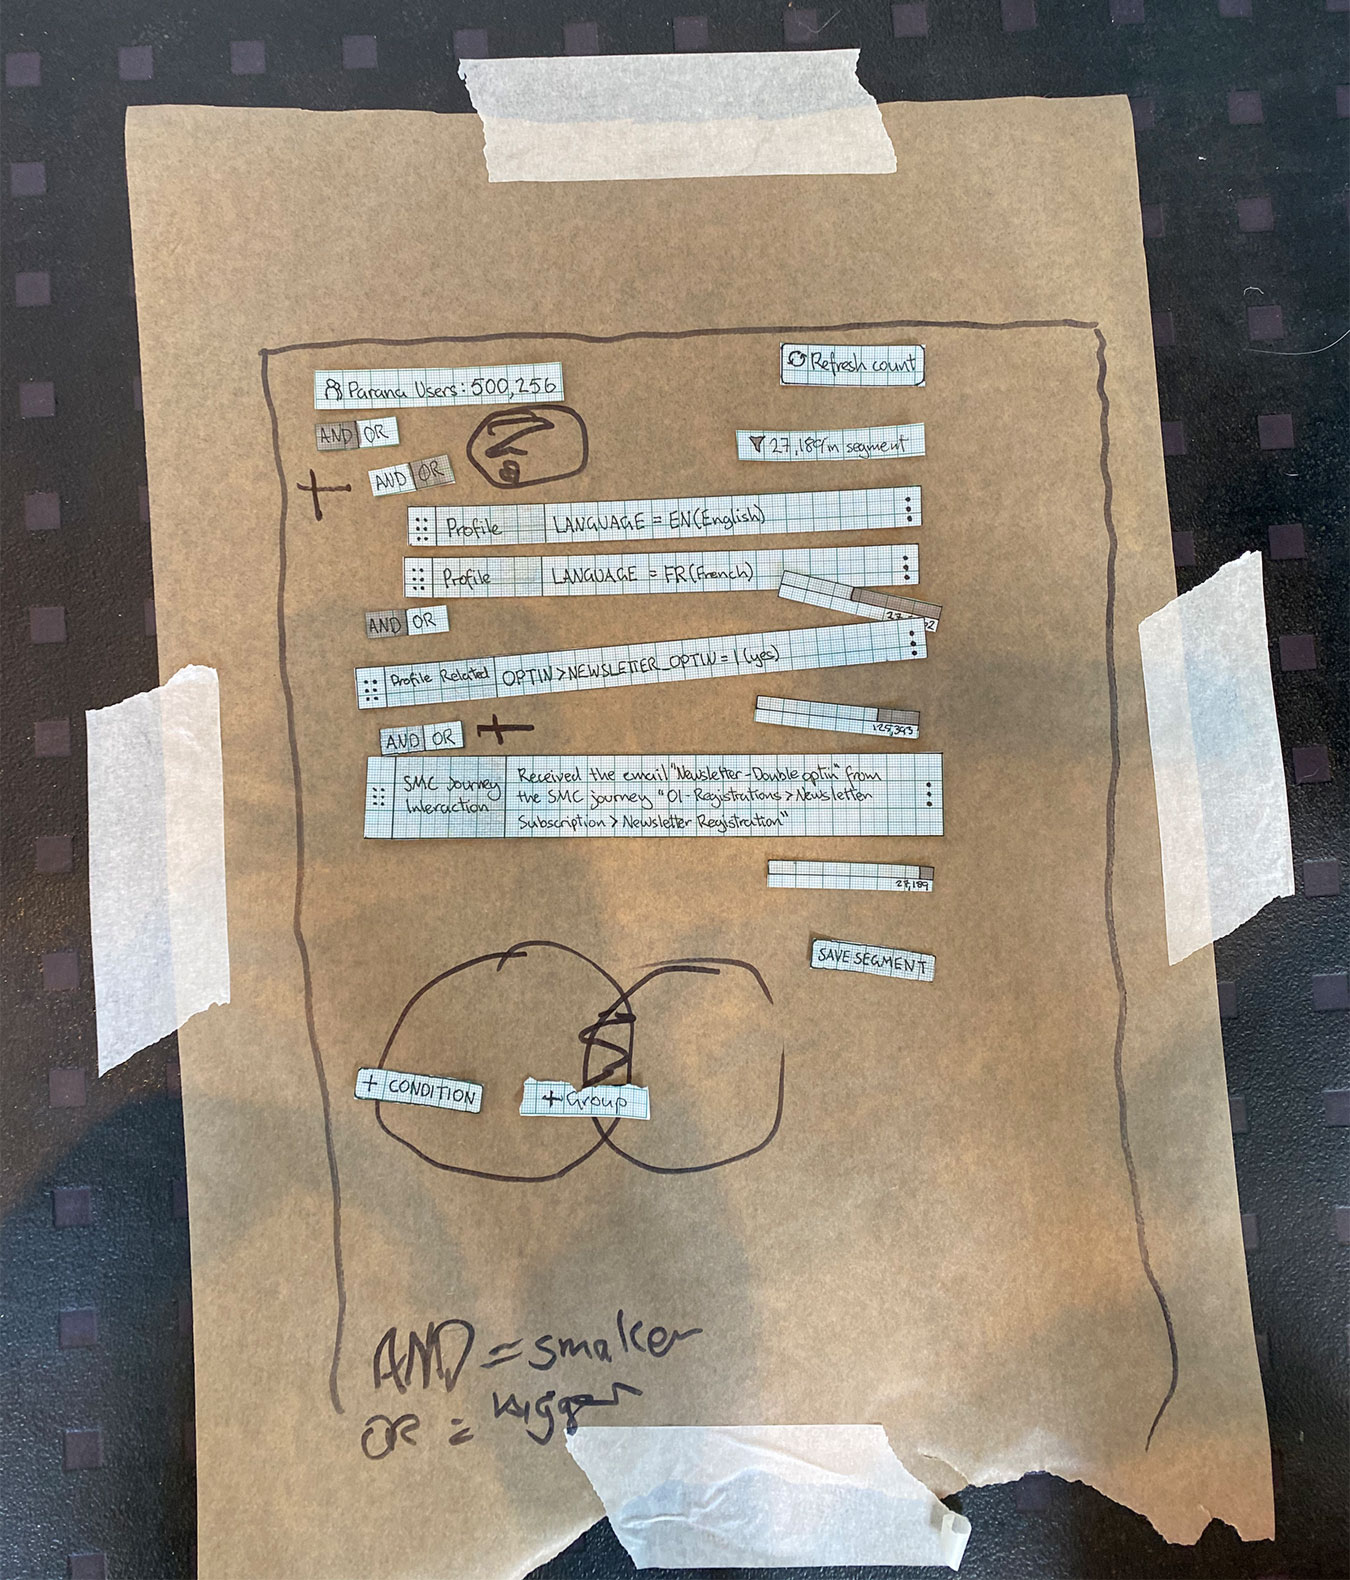 Parana Users: 500,256
Refresh count
AND OR
?
27,189 in segment
+
AND OR
Profile LANGUAGE = EN(English)
Profile LANGUAGE = FR(French)
AND OR
Profile Related OPTIN>NEWSLETTER_OPTIN = 1 (yes)
AND OR +
125,393
SMC Journey Interaction
Received the email "Newsletter-Double optin" from
the SMC journey "01-Registrations>Newsletter
Subscription > Newsletter Registration"
27,189
SAVE SEGMENT
+ CONDITION
+ Group
AND = smaller
OR = bigger